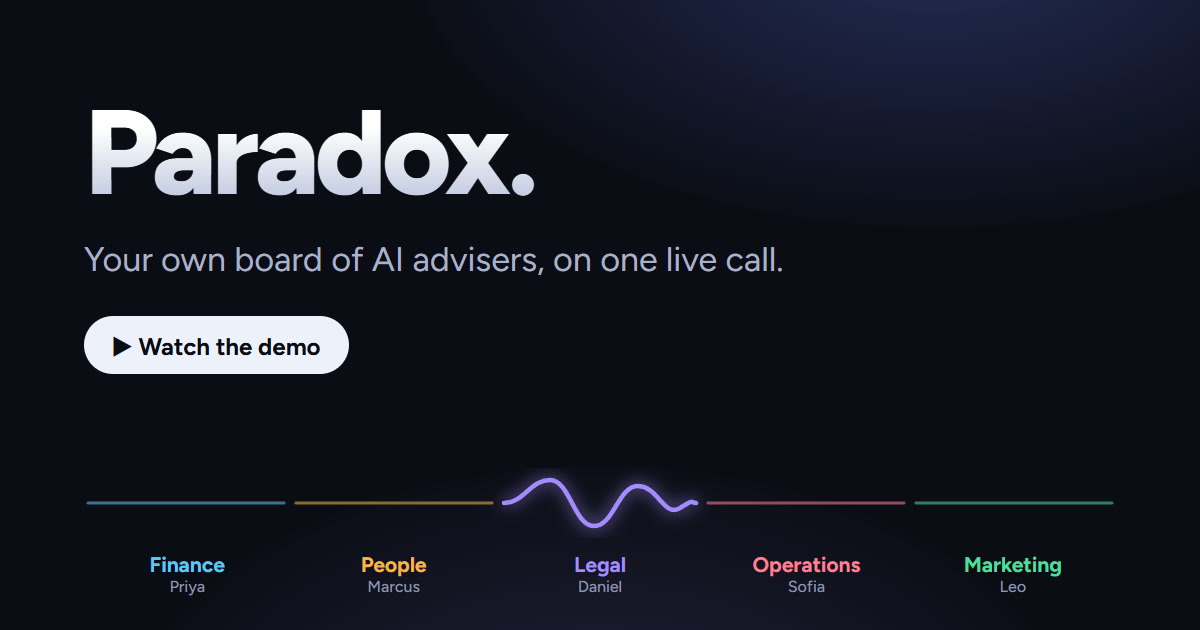 Paradox.
Your own board of AI advisers, on one live call.
▶ Watch the demo
Finance People Legal Operations Marketing
Priya Marcus Daniel Sofia Leo